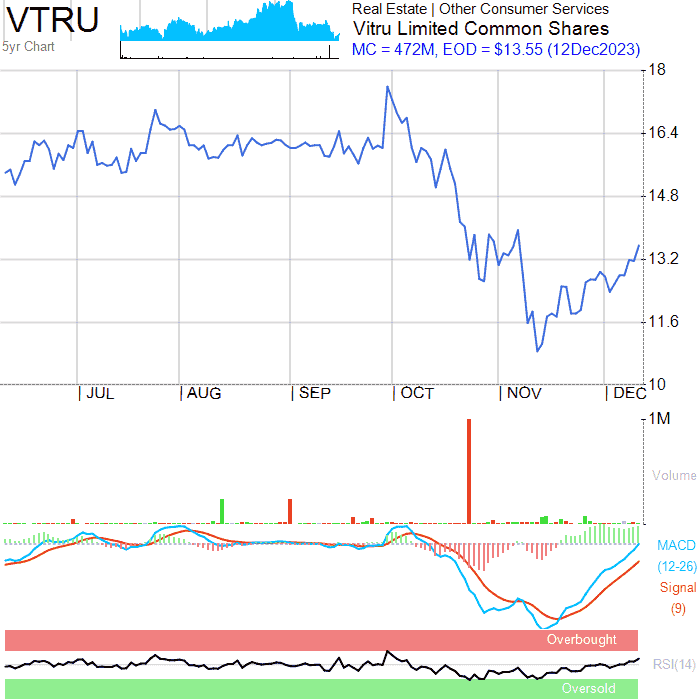 VTRU
5yr Chart
Real Estate | Other Consumer Services
Vitru Limited Common Shares
MC = 472M, EOD = $13.55 (12Dec2023)
18
16.4
14.8
13.2
11.6
10
|JUL |AUG |SEP |OCT |NOV |DEC
1M
Volume
MACD
(12-26)
Signal
(9)
Overbought
RSI(14)
Oversold